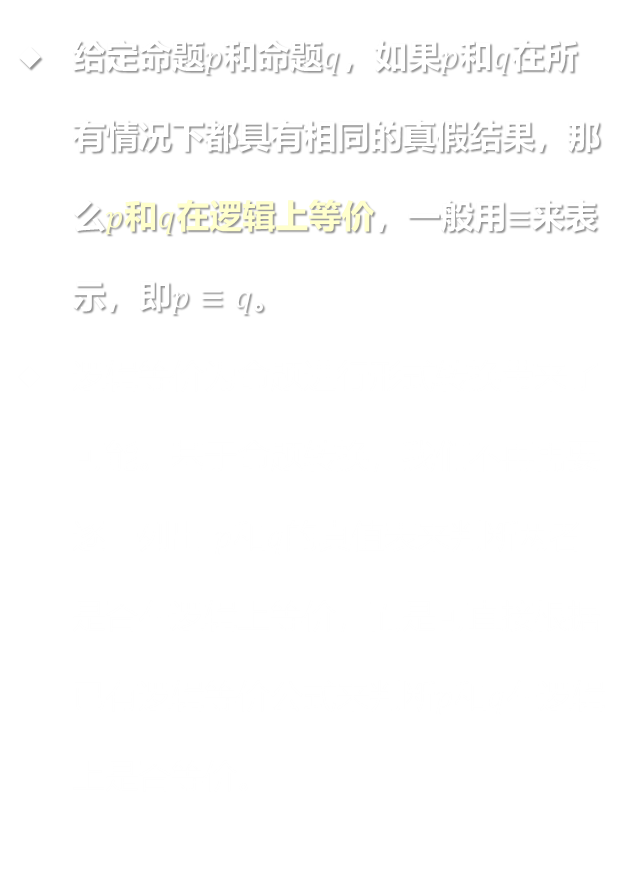 ◆ 给定命题p和命题q，如果p和q在所
有情况下都具有相同的真假结果，那
么p和q在逻辑上等价，一般用≡来表
示，即p ≡ q。